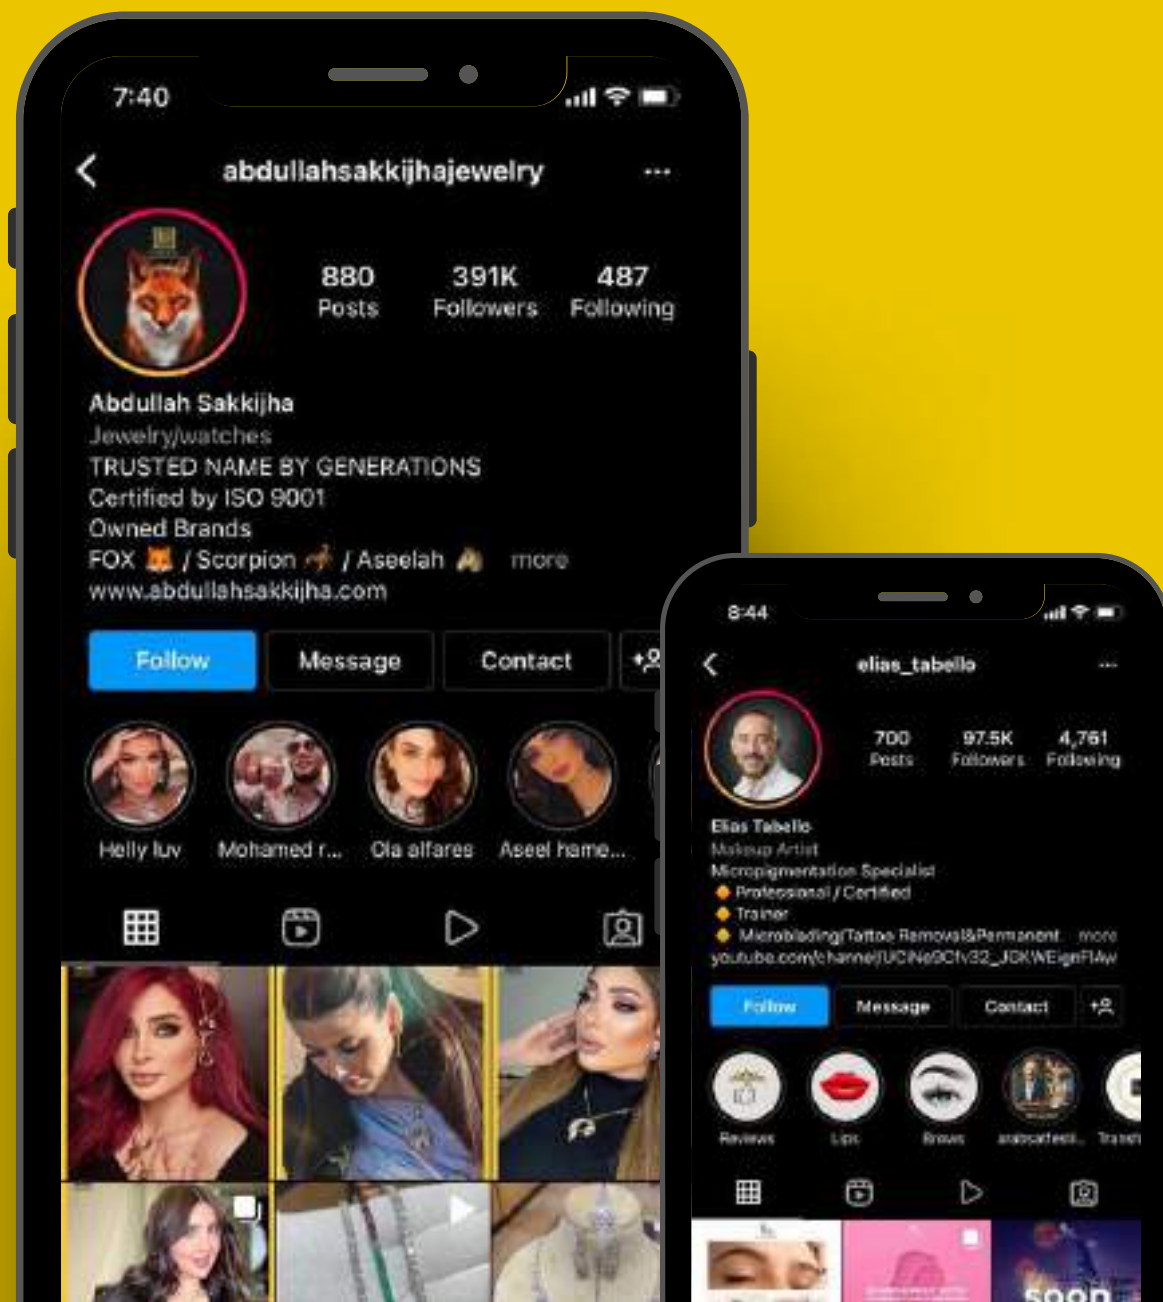 7:40
abdullahsakkijhajewelry
880 391K 487
Posts Followers Following
Abdullah Sakkijha
Jewelry/watches
TRUSTED NAME BY GENERATIONS
Certified by ISO 9001
Owned Brands
FOX 🦊 / Scorpion 🦂 / Aseelah 🐴 more
www.abdullahsakkijha.com
Follow Message Contact
Helly luv Mohamed r... Ola alfares Aseel hame...
8:44
elias_tabello
700 97.5K 4,761
Posts Followers Following
Elias Tabello
Makeup Artist
Micropigmentation Specialist
🔸 Professional / Certified
🔸 Trainer
🔸 Microblading/Tattoo Removal&Permanent more
Follow Message Contact
Reviews Lips Brows
soon